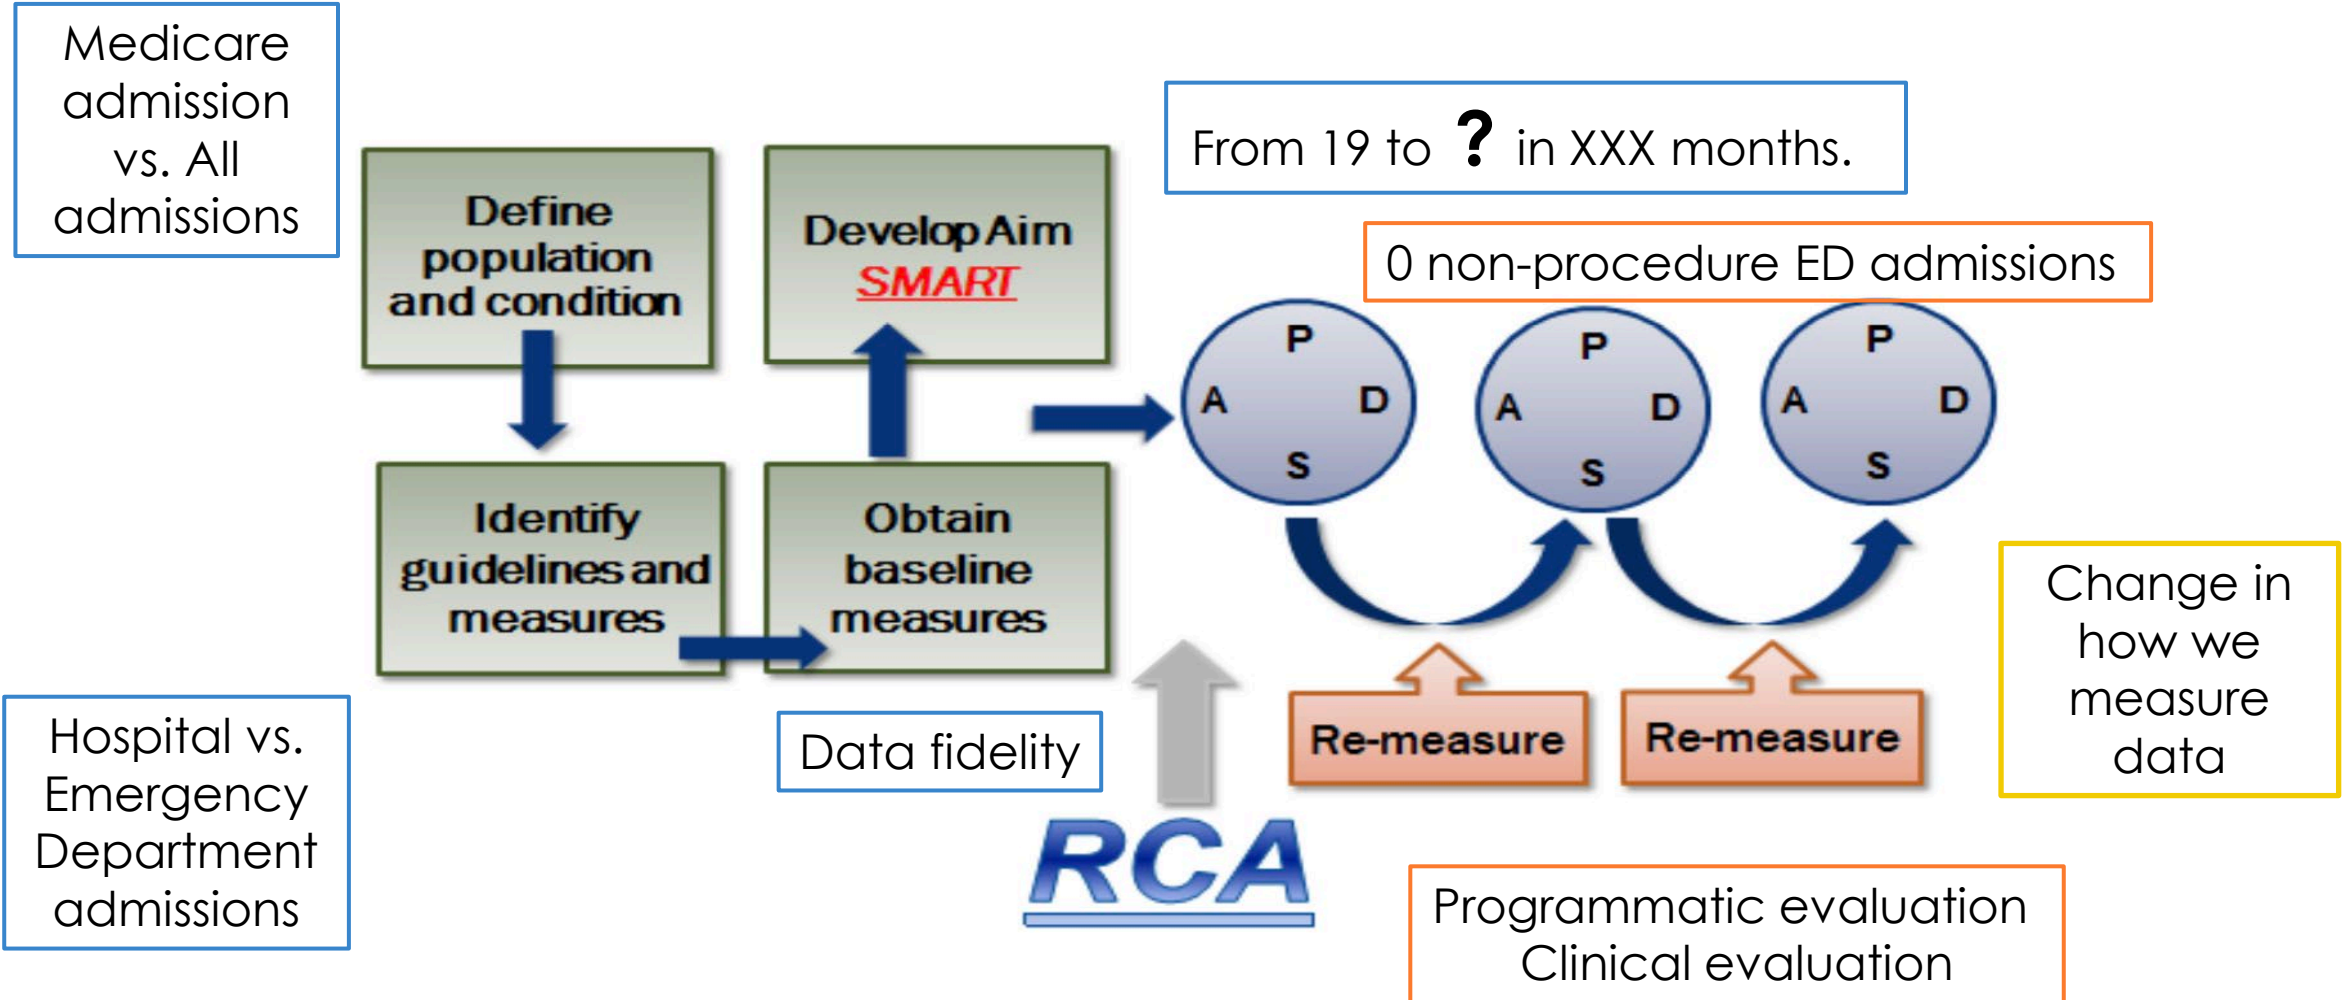 Medicare
admission
vs. All
admissions
Define
population
and condition
Develop Aim
SMART
From 19 to ? in XXX months.
0 non-procedure ED admissions
P
A
D
S
P
A
D
S
P
A
D
S
Identify
guidelines and
measures
Obtain
baseline
measures
Hospital vs.
Emergency
Department
admissions
Data fidelity
RCA
Re-measure
Re-measure
Change in
how we
measure
data
Programmatic evaluation
Clinical evaluation